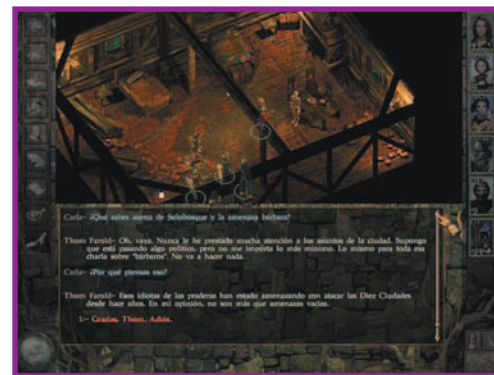 Carla- ¿Qué sabes acerca de Solobosque y la amenaza bárbara?
Thom Farold- Oh, vaya. Nunca le he prestado mucha atención a los asuntos de la ciudad. Supongo
que está pasando algo político, pero no me importa lo más mínimo. Lo mismo para toda esa
charla sobre "bárbaros". No va a hacer nada.
Carla- ¿Por qué piensas eso?
Thom Farold- Esos idiotas de las praderas han estado amenazando con atacar las Diez Ciudades
desde hace años. En mi opinión, no son más que amenazas vacías.
1:- Gracias, Thom. Adiós.